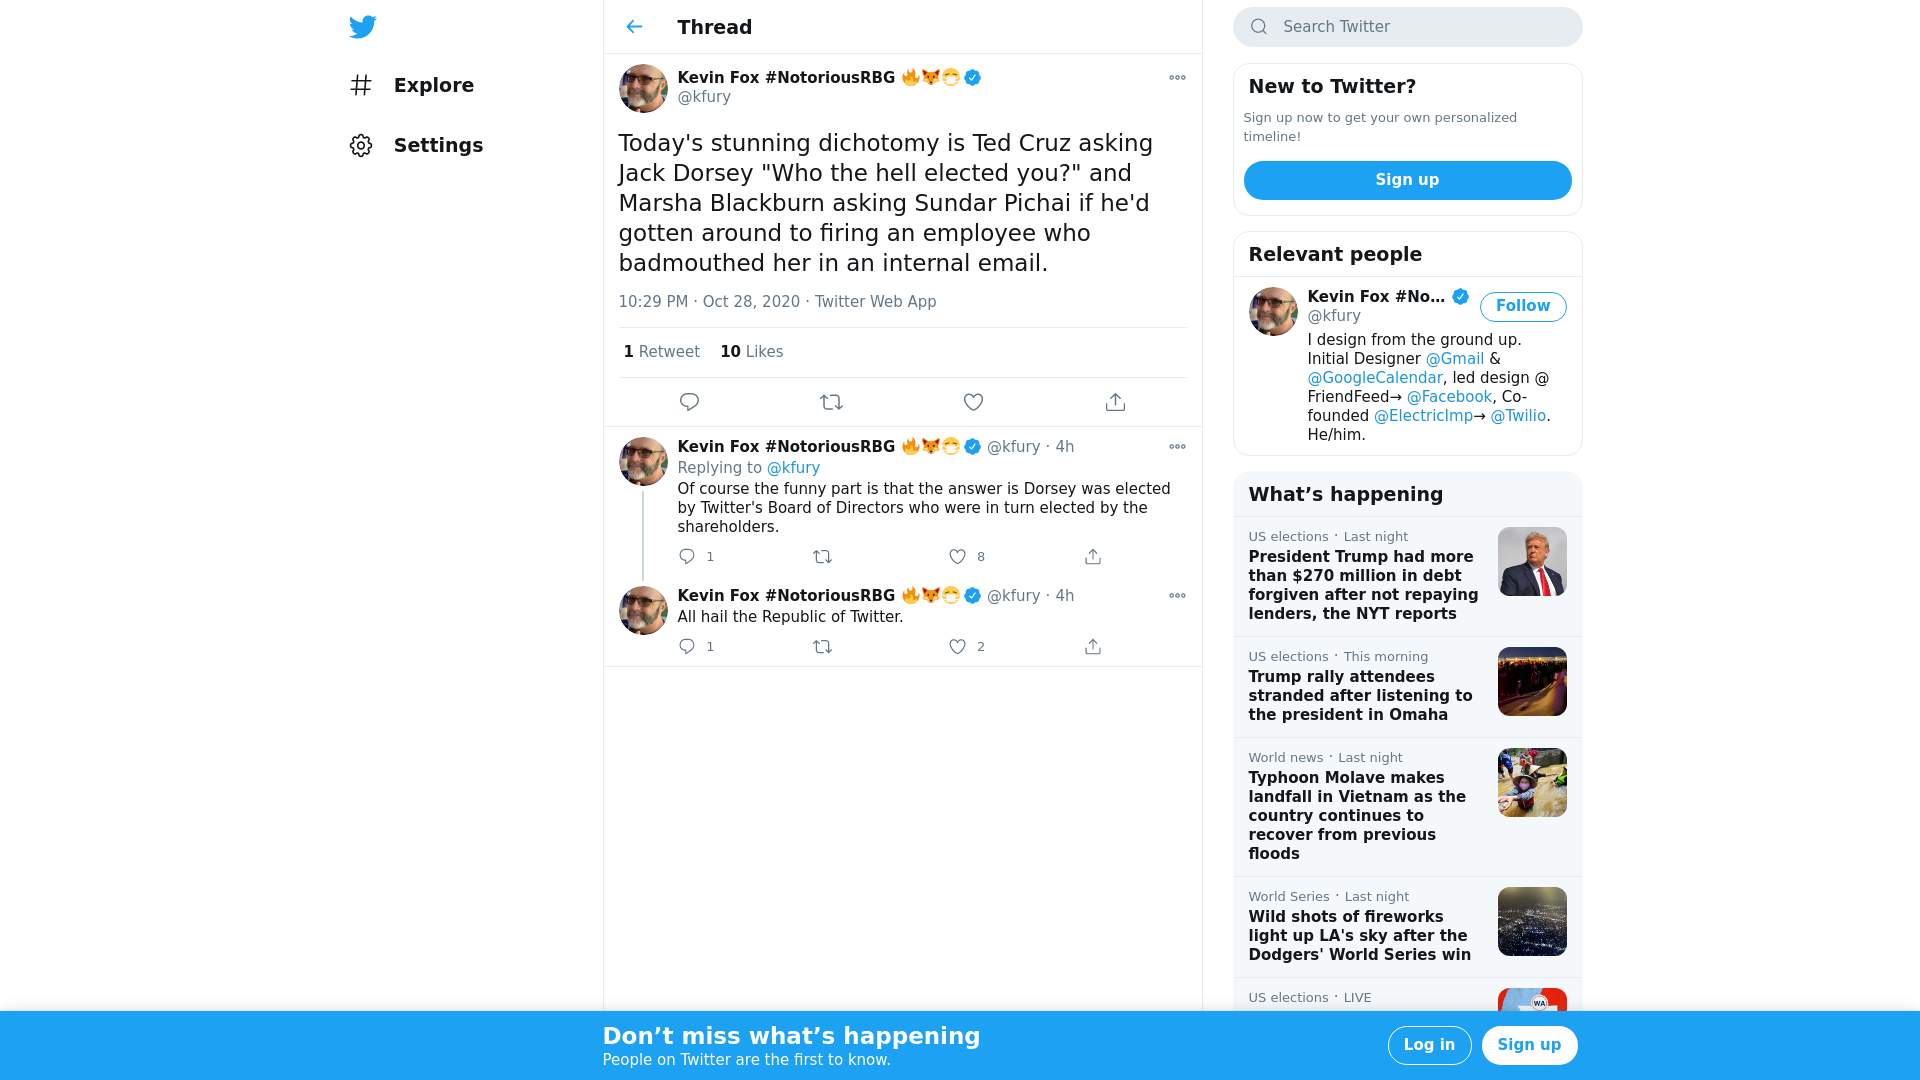 Explore
Settings
Thread
Kevin Fox #NotoriousRBG 🔥🦊😷
@kfury
Today's stunning dichotomy is Ted Cruz asking
Jack Dorsey "Who the hell elected you?" and
Marsha Blackburn asking Sundar Pichai if he'd
gotten around to firing an employee who
badmouthed her in an internal email.
10:29 PM · Oct 28, 2020 · Twitter Web App
1 Retweet 10 Likes
Kevin Fox #NotoriousRBG 🔥🦊😷 @kfury · 4h
Replying to @kfury
Of course the funny part is that the answer is Dorsey was elected
by Twitter's Board of Directors who were in turn elected by the
shareholders.
1 8
Kevin Fox #NotoriousRBG 🔥🦊😷 @kfury · 4h
All hail the Republic of Twitter.
1 2
Search Twitter
New to Twitter?
Sign up now to get your own personalized
timeline!
Sign up
Relevant people
Kevin Fox #No...
@kfury
Follow
I design from the ground up.
Initial Designer @Gmail &
@GoogleCalendar, led design @
FriendFeed→ @Facebook, Co-
founded @ElectricImp→ @Twilio.
He/him.
What's happening
US elections · Last night
President Trump had more
than $270 million in debt
forgiven after not repaying
lenders, the NYT reports
US elections · This morning
Trump rally attendees
stranded after listening to
the president in Omaha
World news · Last night
Typhoon Molave makes
landfall in Vietnam as the
country continues to
recover from previous
floods
World Series · Last night
Wild shots of fireworks
light up LA's sky after the
Dodgers' World Series win
US elections · LIVE
WA
Don't miss what's happening
People on Twitter are the first to know.
Log in
Sign up